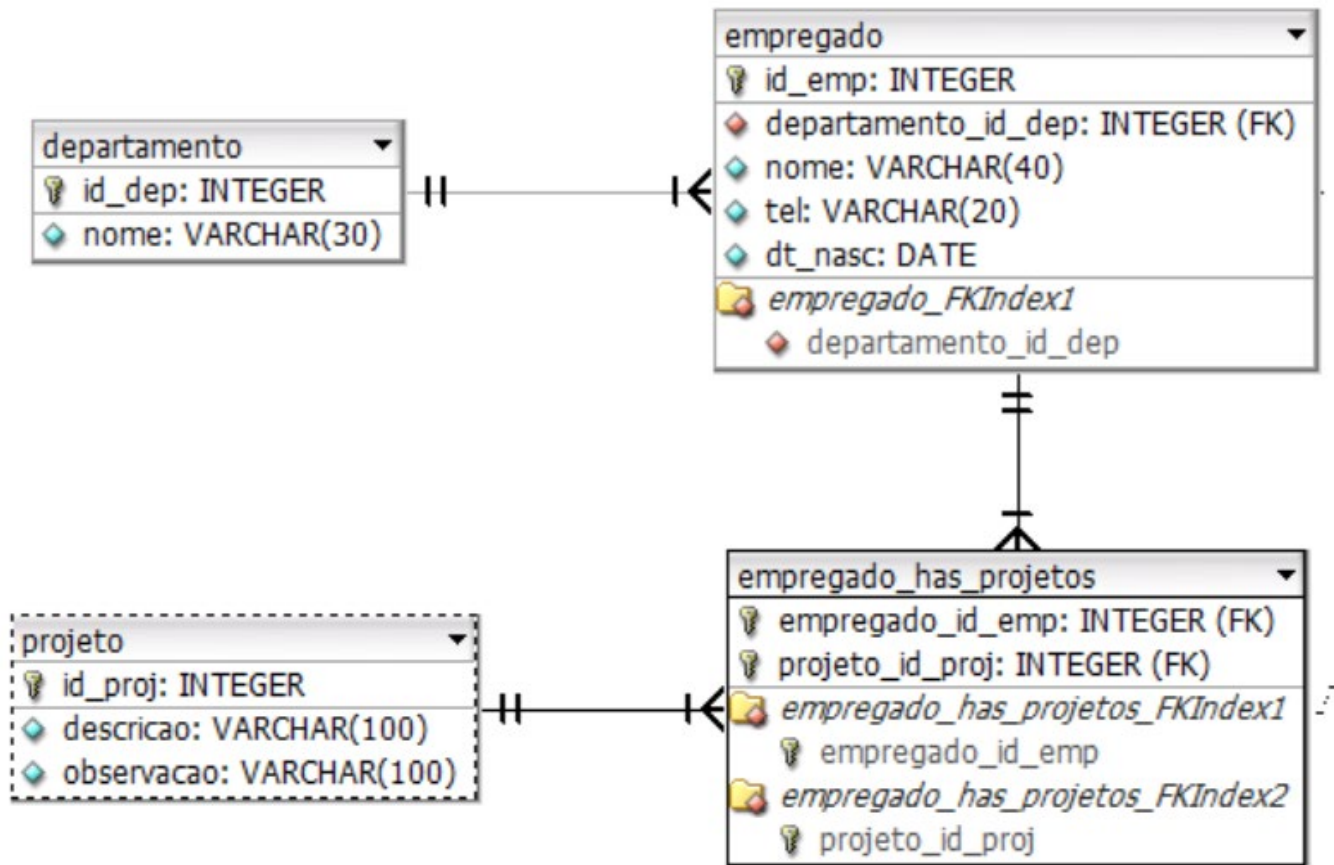 departamento
id_dep: INTEGER
nome: VARCHAR(30)
empregado
id_emp: INTEGER
departamento_id_dep: INTEGER (FK)
nome: VARCHAR(40)
tel: VARCHAR(20)
dt_nasc: DATE
empregado_FKIndex1
departamento_id_dep
projeto
id_proj: INTEGER
descricao: VARCHAR(100)
observacao: VARCHAR(100)
empregado_has_projetos
empregado_id_emp: INTEGER (FK)
projeto_id_proj: INTEGER (FK)
empregado_has_projetos_FKIndex1
empregado_id_emp
empregado_has_projetos_FKIndex2
projeto_id_proj